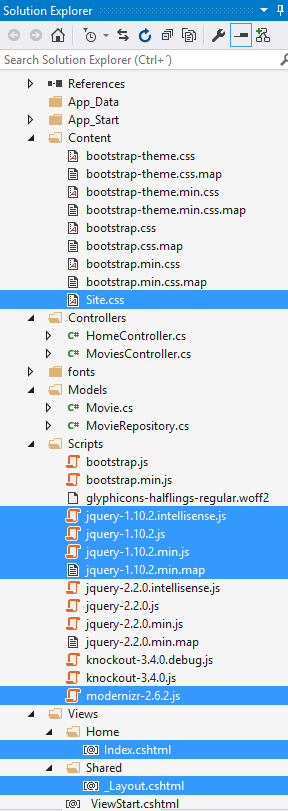 Solution Explorer
Search Solution Explorer (Ctrl+´)
References
App_Data
App_Start
Content
bootstrap-theme.css
bootstrap-theme.css.map
bootstrap-theme.min.css
bootstrap-theme.min.css.map
bootstrap.css
bootstrap.css.map
bootstrap.min.css
bootstrap.min.css.map
Site.css
Controllers
C# HomeController.cs
C# MoviesController.cs
fonts
Models
C# Movie.cs
C# MovieRepository.cs
Scripts
bootstrap.js
bootstrap.min.js
glyphicons-halflings-regular.woff2
jquery-1.10.2.intellisense.js
jquery-1.10.2.js
jquery-1.10.2.min.js
jquery-1.10.2.min.map
jquery-2.2.0.intellisense.js
jquery-2.2.0.js
jquery-2.2.0.min.js
jquery-2.2.0.min.map
knockout-3.4.0.debug.js
knockout-3.4.0.js
modernizr-2.6.2.js
Views
Home
[@] Index.cshtml
Shared
[@] _Layout.cshtml
[@] _ViewStart.cshtml